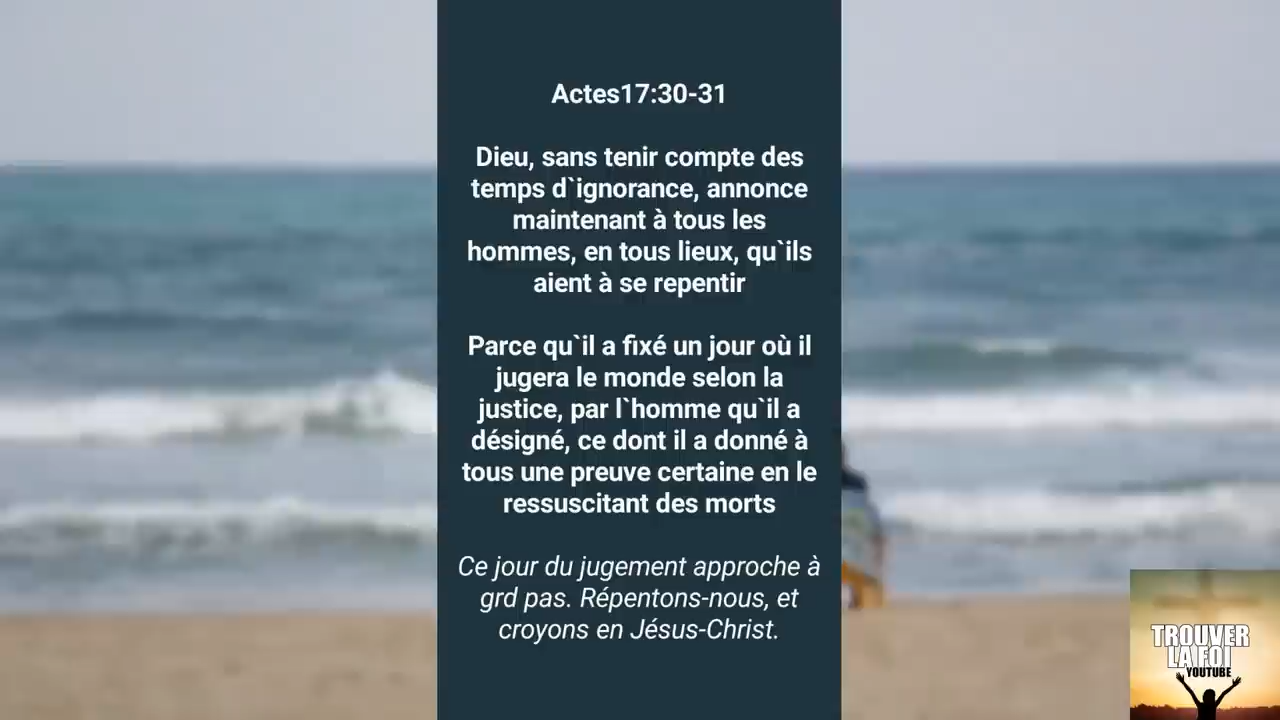 Actes17:30-31
Dieu, sans tenir compte des
temps d`ignorance, annonce
maintenant à tous les
hommes, en tous lieux, qu`ils
aient à se repentir
Parce qu`il a fixé un jour où il
jugera le monde selon la
justice, par l`homme qu`il a
désigné, ce dont il a donné à
tous une preuve certaine en le
ressuscitant des morts
Ce jour du jugement approche à
grd pas. Répentons-nous, et
croyons en Jésus-Christ.
TROUVER
LA FOI
YOUTUBE